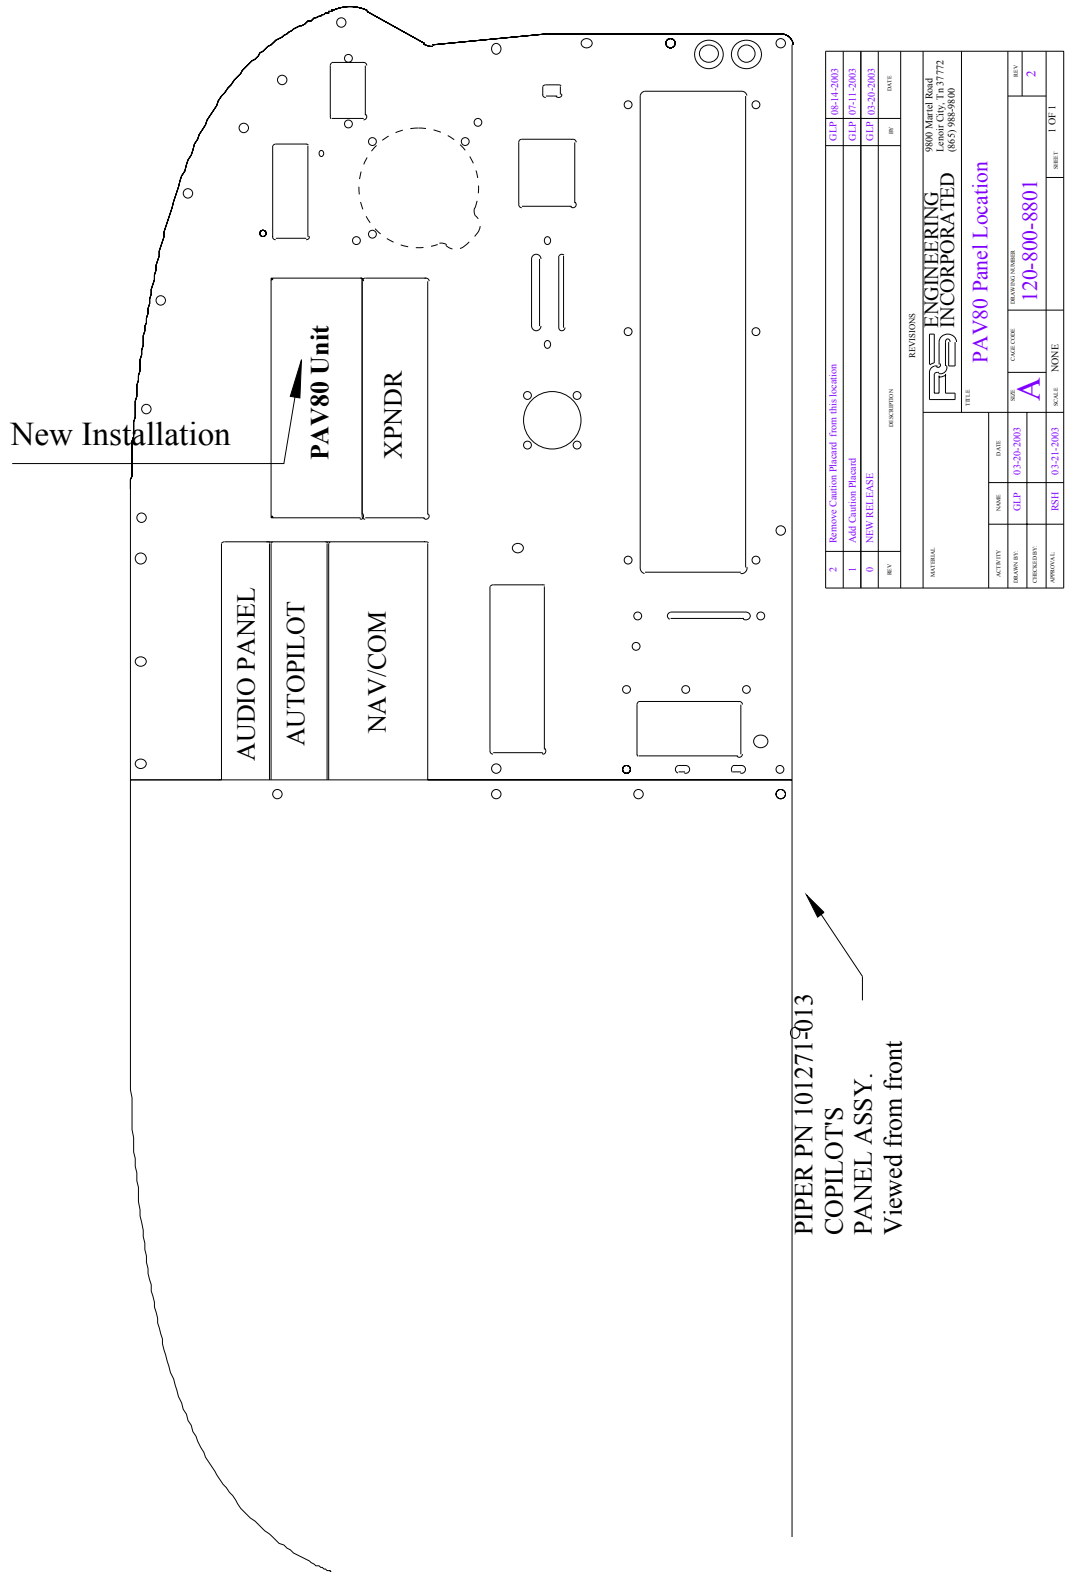 New Installation
PAV80 Unit
XPNDR
AUDIO PANEL
AUTOPILOT
NAV/COM
PIPER PN 101271-013
COPILOT'S
PANEL ASSY.
Viewed from front
2 Remove Caution Placard from this location GLP 08-14-2003
1 Add Caution Placard GLP 07-11-2003
0 NEW RELEASE GLP 03-20-2003
REV DESCRIPTION BY DATE
REVISIONS
MATERIAL
PS ENGINEERING
INCORPORATED
9800 Martel Road
Lenoir City, Tn 37772
(865) 988-9800
TITLE
PAV80 Panel Location
ACTIVITY NAME DATE
DRAWN BY: GLP 03-20-2003
CHECKED BY:
APPROVAL: RSH 03-21-2003
SIZE CAGE CODE DRAWING NUMBER REV
A 120-800-8801 2
SCALE NONE SHEET 1 OF 1